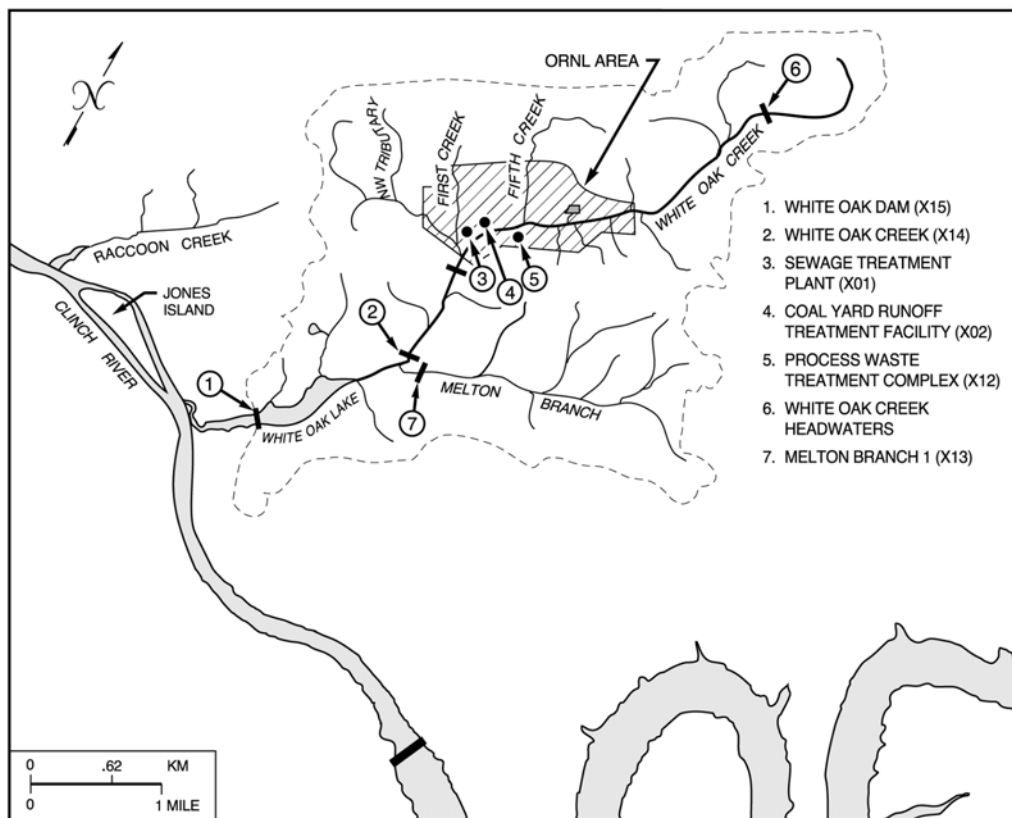 N
ORNL AREA
6
NW TRIBUTARY
FIRST CREEK
FIFTH CREEK
WHITE OAK CREEK
RACCOON CREEK
JONES
ISLAND
CLINCH RIVER
3
4
5
2
1
7
WHITE OAK LAKE
MELTON BRANCH
1. WHITE OAK DAM (X15)
2. WHITE OAK CREEK (X14)
3. SEWAGE TREATMENT
PLANT (X01)
4. COAL YARD RUNOFF
TREATMENT FACILITY (X02)
5. PROCESS WASTE
TREATMENT COMPLEX (X12)
6. WHITE OAK CREEK
HEADWATERS
7. MELTON BRANCH 1 (X13)
0 .62 KM
0 1 MILE